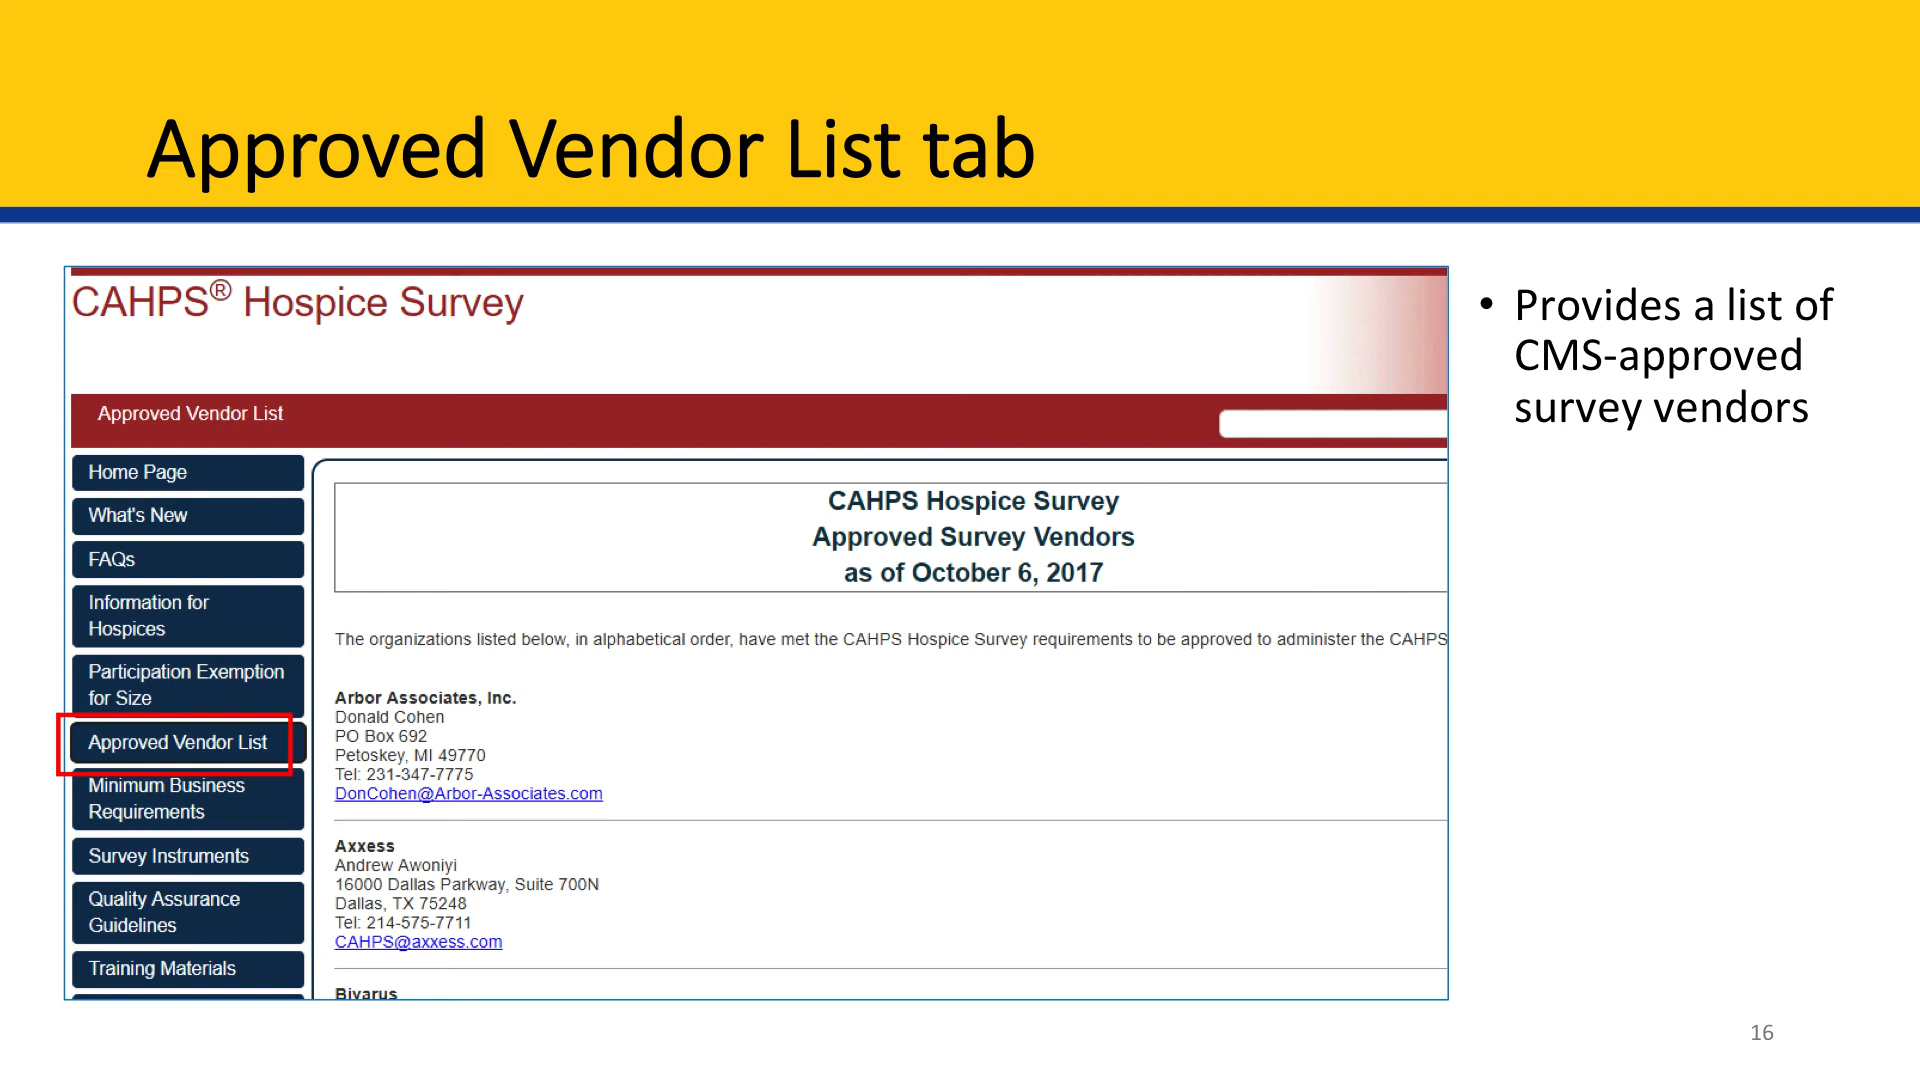 Approved Vendor List tab
CAHPS® Hospice Survey
Approved Vendor List
Home Page
What's New
FAQs
Information for
Hospices
Participation Exemption
for Size
Approved Vendor List
Minimum Business
Requirements
Survey Instruments
Quality Assurance
Guidelines
Training Materials
CAHPS Hospice Survey
Approved Survey Vendors
as of October 6, 2017
The organizations listed below, in alphabetical order, have met the CAHPS Hospice Survey requirements to be approved to administer the CAHPS
Arbor Associates, Inc.
Donald Cohen
PO Box 692
Petoskey, MI 49770
Tel: 231-347-7775
DonCohen@Arbor-Associates.com
Axxess
Andrew Awoniyi
16000 Dallas Parkway, Suite 700N
Dallas, TX 75248
Tel: 214-575-7711
CAHPS@axxess.com
Bivarus
• Provides a list of
CMS-approved
survey vendors
16